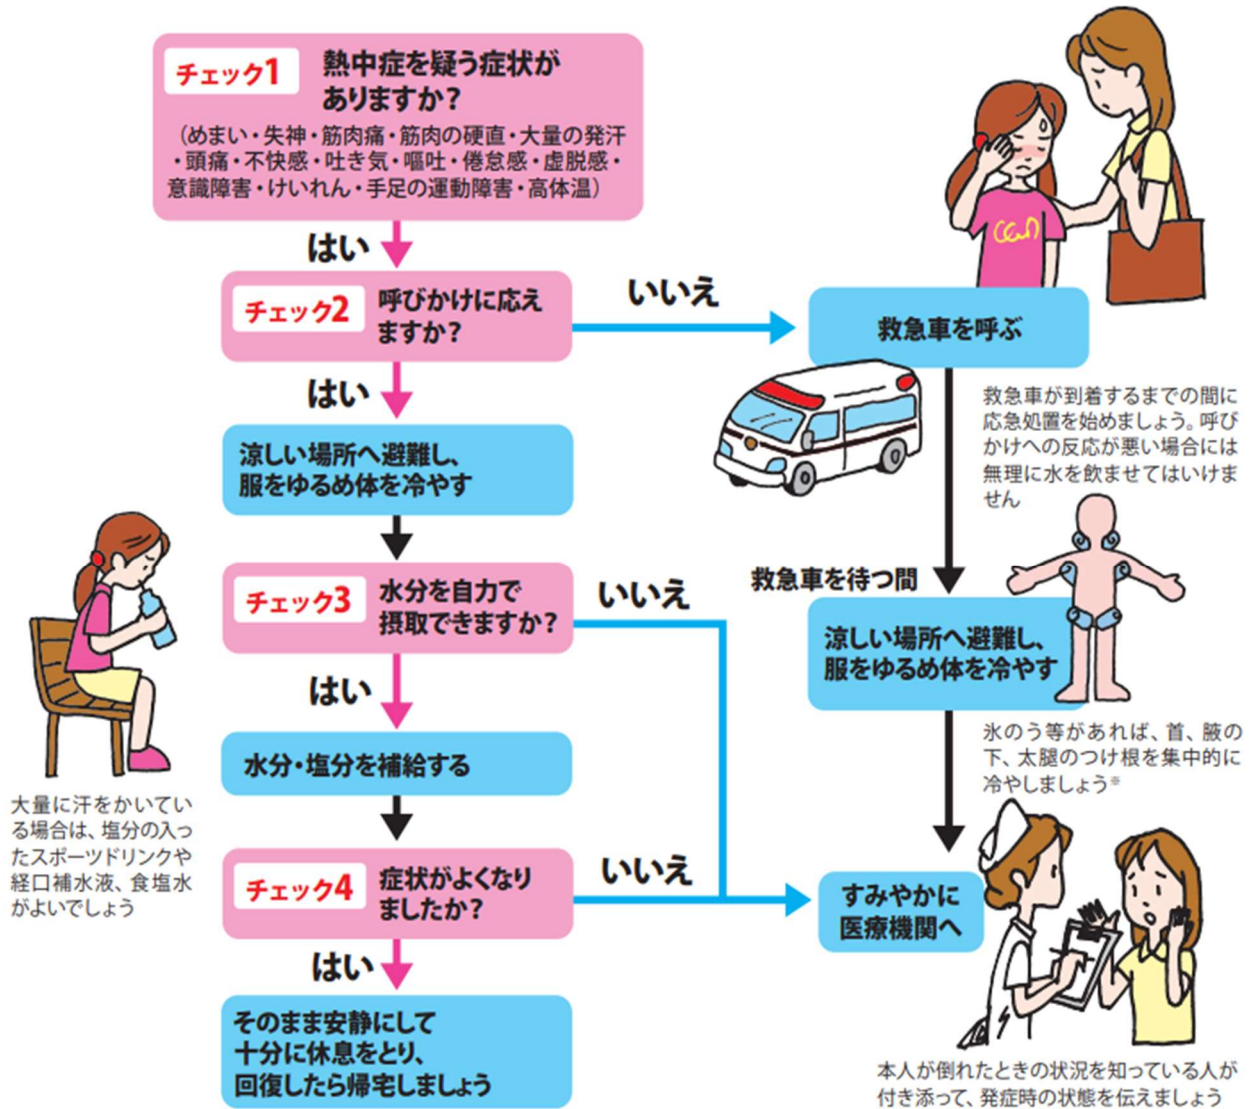 チェック1
熱中症を疑う症状が
ありますか？
（めまい・失神・筋肉痛・筋肉の硬直・大量の発汗
・頭痛・不快感・吐き気・嘔吐・倦怠感・虚脱感・
意識障害・けいれん・手足の運動障害・高体温）
はい
チェック2
呼びかけに応え
ますか？
いいえ
救急車を呼ぶ
救急車が到着するまでの間に
応急処置を始めましょう。呼び
かけへの反応が悪い場合には
無理に水を飲ませてはいけま
せん
はい
涼しい場所へ避難し、
服をゆるめ体を冷やす
チェック3
水分を自力で
摂取できますか？
いいえ
救急車を待つ間
涼しい場所へ避難し、
服をゆるめ体を冷やす
氷のう等があれば、首、腋の
下、太腿のつけ根を集中的に
冷やしましょう※
はい
水分・塩分を補給する
大量に汗をかいてい
る場合は、塩分の入っ
たスポーツドリンクや
経口補水液、食塩水
がよいでしょう
チェック4
症状がよくなり
ましたか？
いいえ
すみやかに
医療機関へ
本人が倒れたときの状況を知っている人が
付き添って、発症時の状態を伝えましょう
はい
そのまま安静にして
十分に休息をとり、
回復したら帰宅しましょう